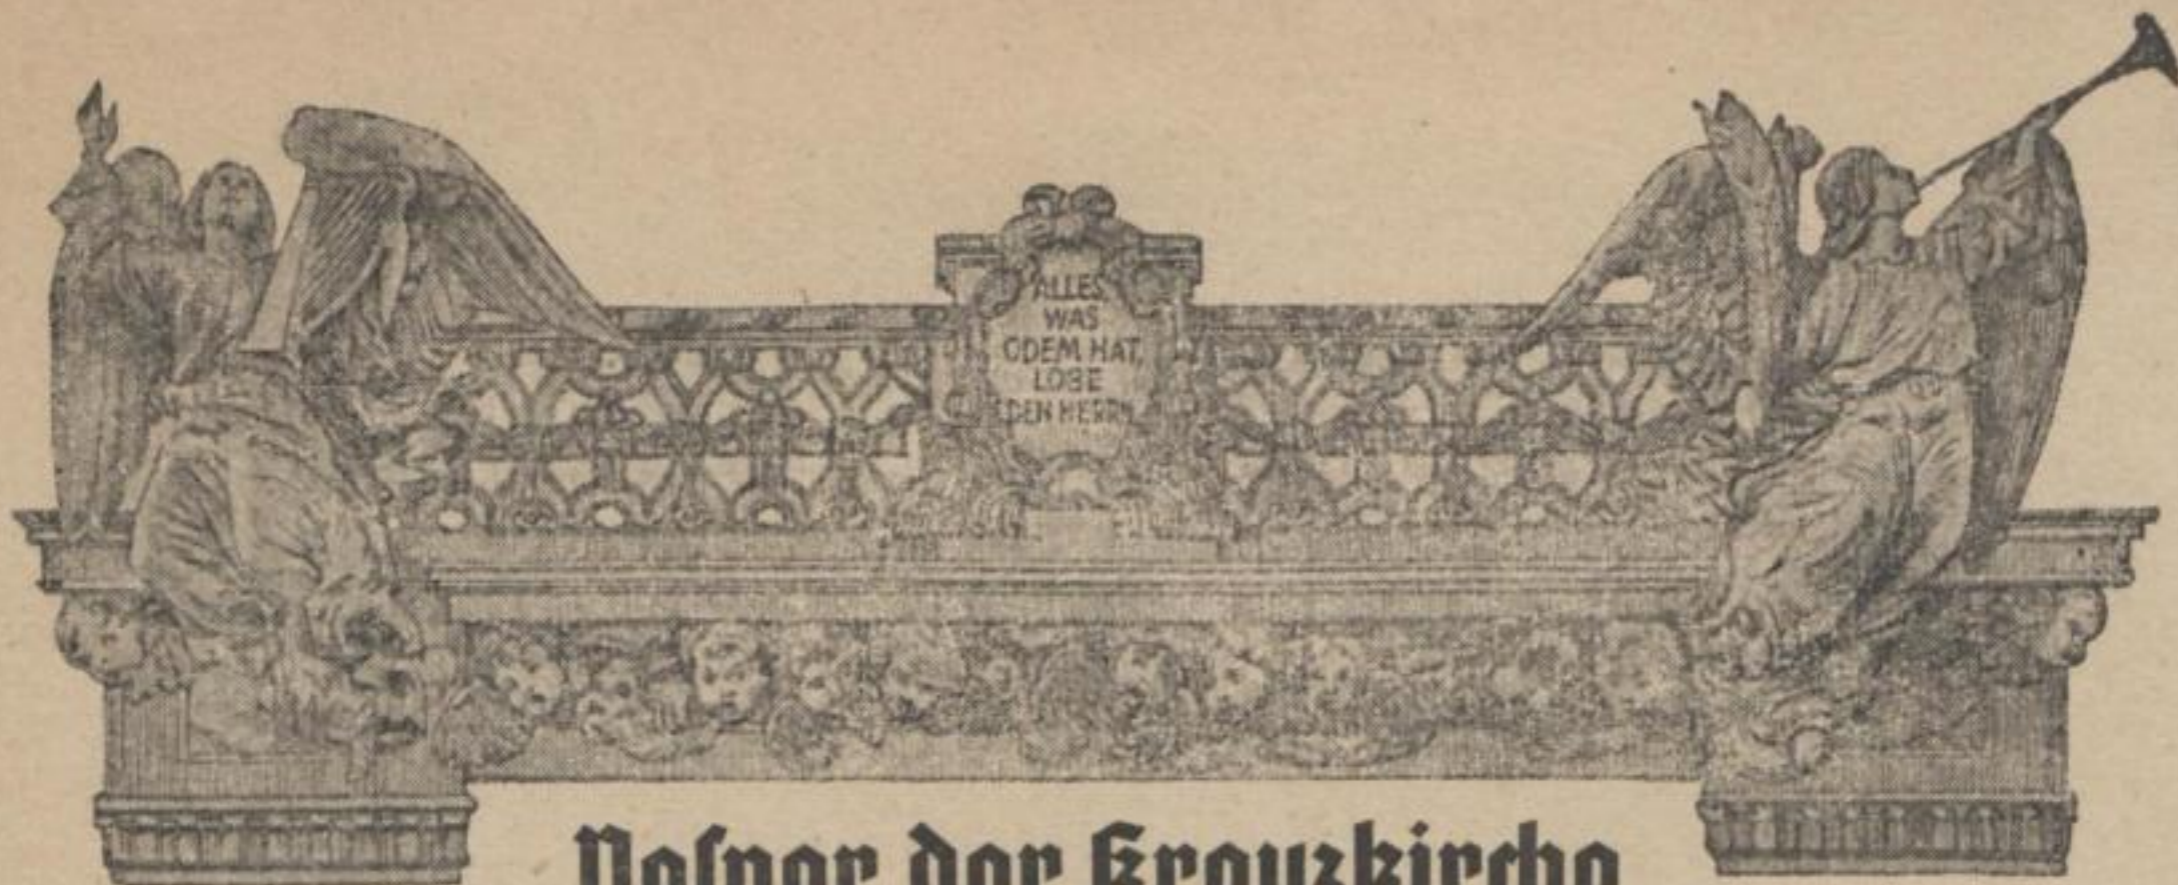 ALLES
WAS
ODEM HAT,
LOBE
DEN HERRN
Vesper der Kreuzkirche